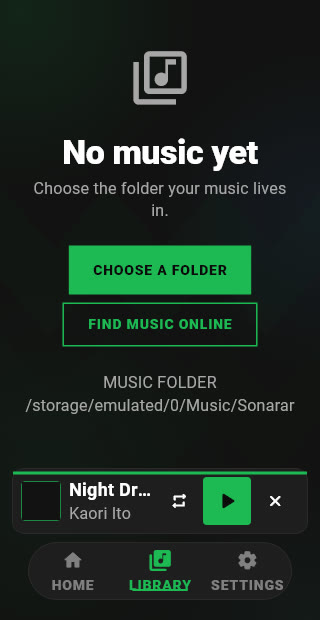 No music yet
Choose the folder your music lives
in.
CHOOSE A FOLDER
FIND MUSIC ONLINE
MUSIC FOLDER
/storage/emulated/0/Music/Sonarar
Night Dr...
Kaori Ito
HOME
LIBRARY
SETTINGS